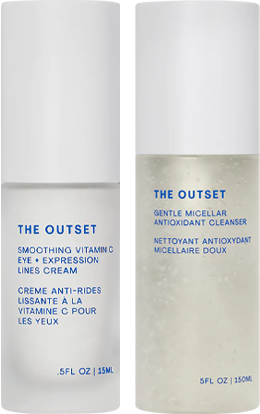 THE OUTSET
SMOOTHING VITAMIN C
EYE + EXPRESSION
LINES CREAM
CRÈME ANTI-RIDES
LISSANTE À LA
VITAMINE C POUR
LES YEUX
.5FL OZ | 15ML
THE OUTSET
GENTLE MICELLAR
ANTIOXIDANT CLEANSER
NETTOYANT ANTIOXYDANT
MICELLAIRE DOUX
5FL OZ | 150ML